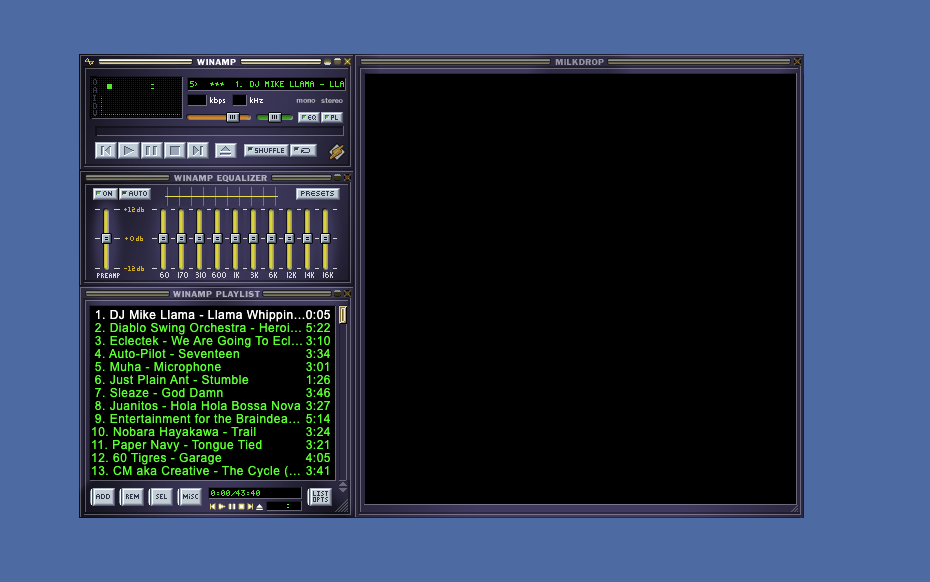 WINAMP
MILKDROP
O
A
I
D
V
5) *** 1. DJ MIKE LLAMA - LLA
kbps kHz mono stereo
EQ PL
SHUFFLE
WINAMP EQUALIZER
ON AUTO PRESETS
+12db
+0db
-12db
PREAMP 60 170 310 600 1K 3K 6K 12K 14K 16K
WINAMP PLAYLIST
1. DJ Mike Llama - Llama Whippin... 0:05
2. Diablo Swing Orchestra - Heroi... 5:22
3. Eclectek - We Are Going To Ecl... 3:10
4. Auto-Pilot - Seventeen 3:34
5. Muha - Microphone 3:01
6. Just Plain Ant - Stumble 1:26
7. Sleaze - God Damn 3:46
8. Juanitos - Hola Hola Bossa Nova 3:27
9. Entertainment for the Braindea... 5:14
10. Nobara Hayakawa - Trail 3:24
11. Paper Navy - Tongue Tied 3:21
12. 60 Tigres - Garage 4:05
13. CM aka Creative - The Cycle (... 3:41
ADD REM SEL MISC 0:00/43:40 LIST
OPTS
: